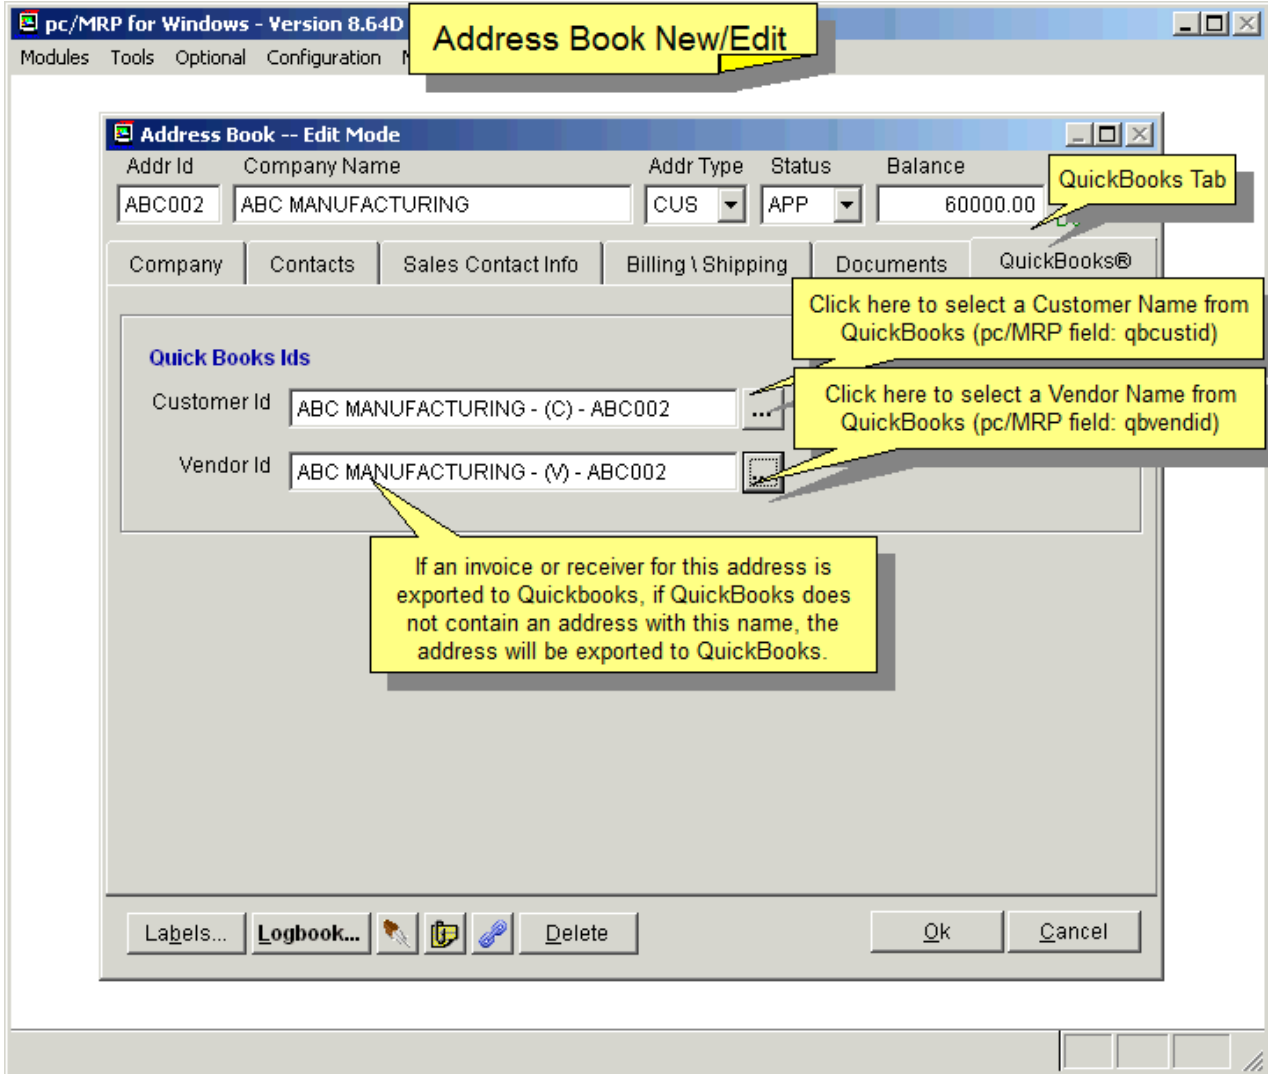 pc/MRP for Windows - Version 8.64D
Address Book New/Edit
Modules Tools Optional Configuration
Address Book -- Edit Mode
Addr Id Company Name Addr Type Status Balance
QuickBooks Tab
ABC002 ABC MANUFACTURING CUS APP 60000.00
Company Contacts Sales Contact Info Billing \ Shipping Documents QuickBooks®
Click here to select a Customer Name from
QuickBooks (pc/MRP field: qbcustid)
Quick Books Ids
Customer Id ABC MANUFACTURING - (C) - ABC002 ...
Click here to select a Vendor Name from
QuickBooks (pc/MRP field: qbvendid)
Vendor Id ABC MANUFACTURING - (V) - ABC002
If an invoice or receiver for this address is
exported to Quickbooks, if QuickBooks does
not contain an address with this name, the
address will be exported to QuickBooks.
Labels... Logbook... Delete Ok Cancel